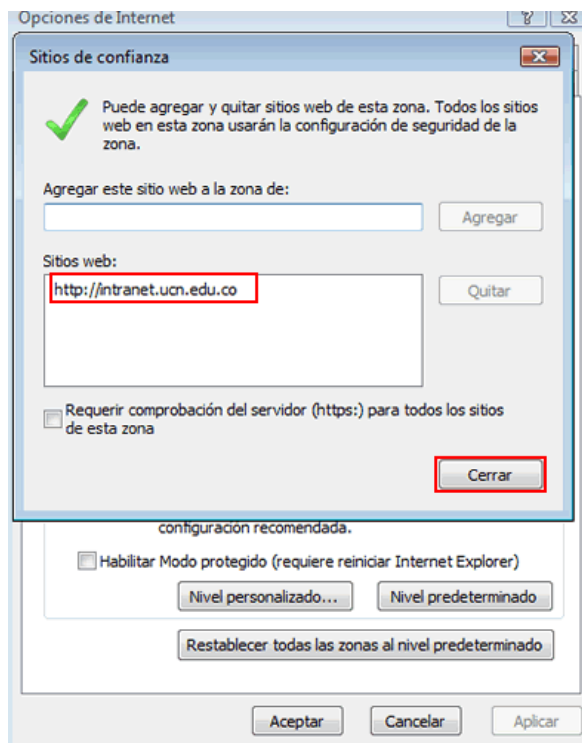 Opciones de Internet
Sitios de confianza
Puede agregar y quitar sitios web de esta zona. Todos los sitios
web en esta zona usarán la configuración de seguridad de la
zona.
Agregar este sitio web a la zona de:
Agregar
Sitios web:
http://intranet.ucn.edu.co
Quitar
Requerir comprobación del servidor (https:) para todos los sitios
de esta zona
Cerrar
configuración recomendada.
Habilitar Modo protegido (requiere reiniciar Internet Explorer)
Nivel personalizado...
Nivel predeterminado
Restablecer todas las zonas al nivel predeterminado
Aceptar
Cancelar
Aplicar